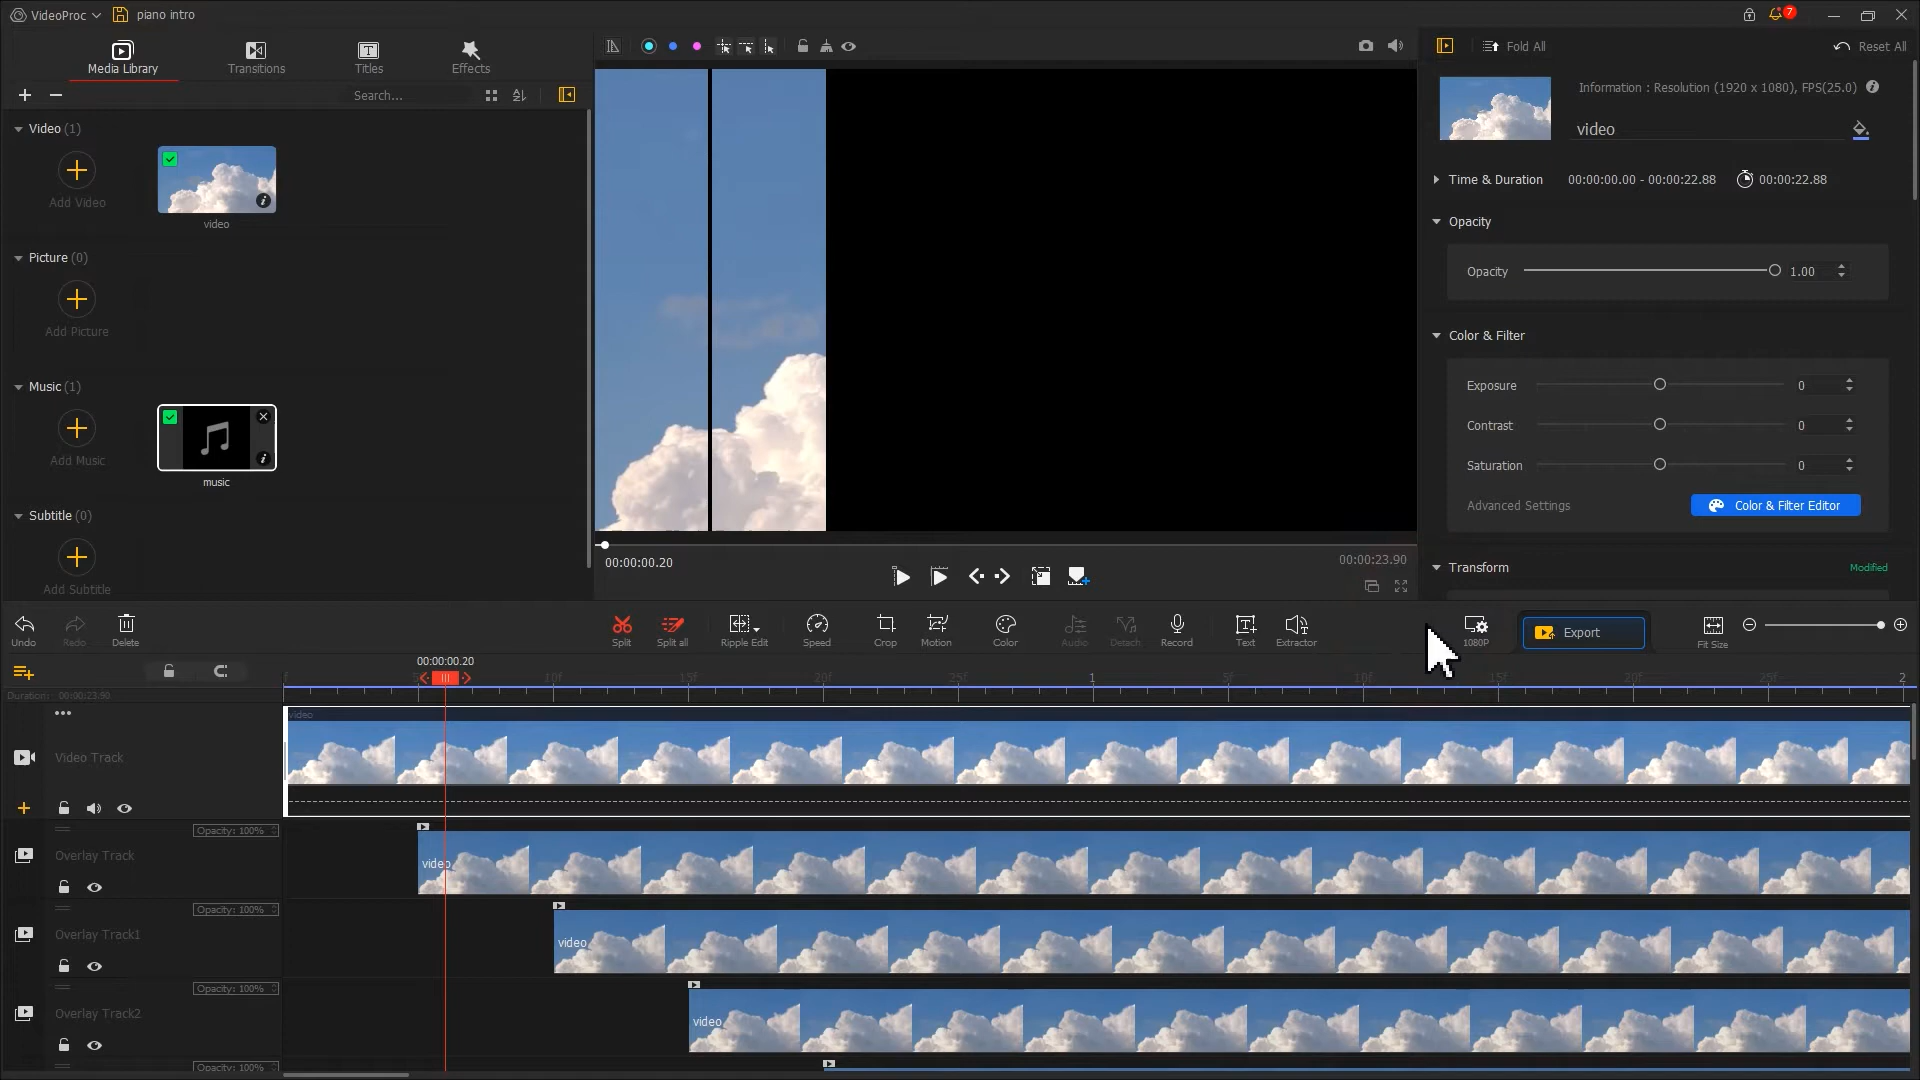 VideoProc
piano intro
7
Media Library
Transitions
Titles
Effects
Search...
Video (1)
Add Video
video
Picture (0)
Add Picture
Music (1)
Add Music
music
Subtitle (0)
Add Subtitle
00:00:00.20
00:00:23.90
Fold All
Reset All
Information : Resolution (1920 x 1080), FPS(25.0)
video
Time & Duration
00:00:00.00 - 00:00:22.88
00:00:22.88
Opacity
Opacity
1.00
Color & Filter
Exposure
0
Contrast
0
Saturation
0
Advanced Settings
Color & Filter Editor
Transform
Modified
Undo
Redo
Delete
Split
Split all
Ripple Edit
Speed
Crop
Motion
Color
Audio
Detach
Record
Text
Extractor
1080P
Export
Fit Size
00:00:00.20
10f
15f
20f
25f
1
5f
10f
15f
20f
25f
2
Duration: 00:00:23.90
video
Video Track
Opacity: 100%
Overlay Track
video
Opacity: 100%
Overlay Track1
video
Opacity: 100%
Overlay Track2
video
Opacity: 100%